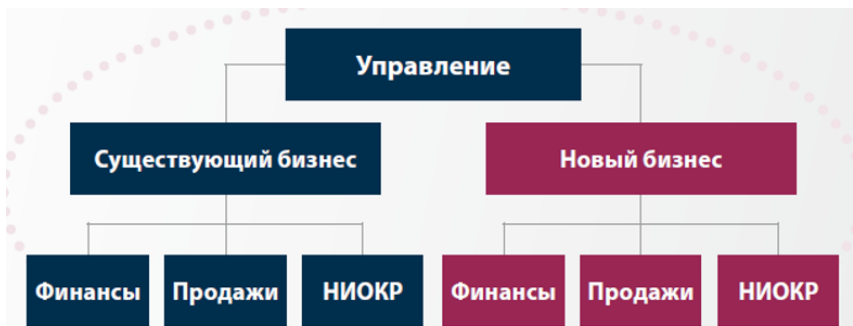 Управление
Существующий бизнес
Новый бизнес
Финансы
Продажи
НИОКР
Финансы
Продажи
НИОКР